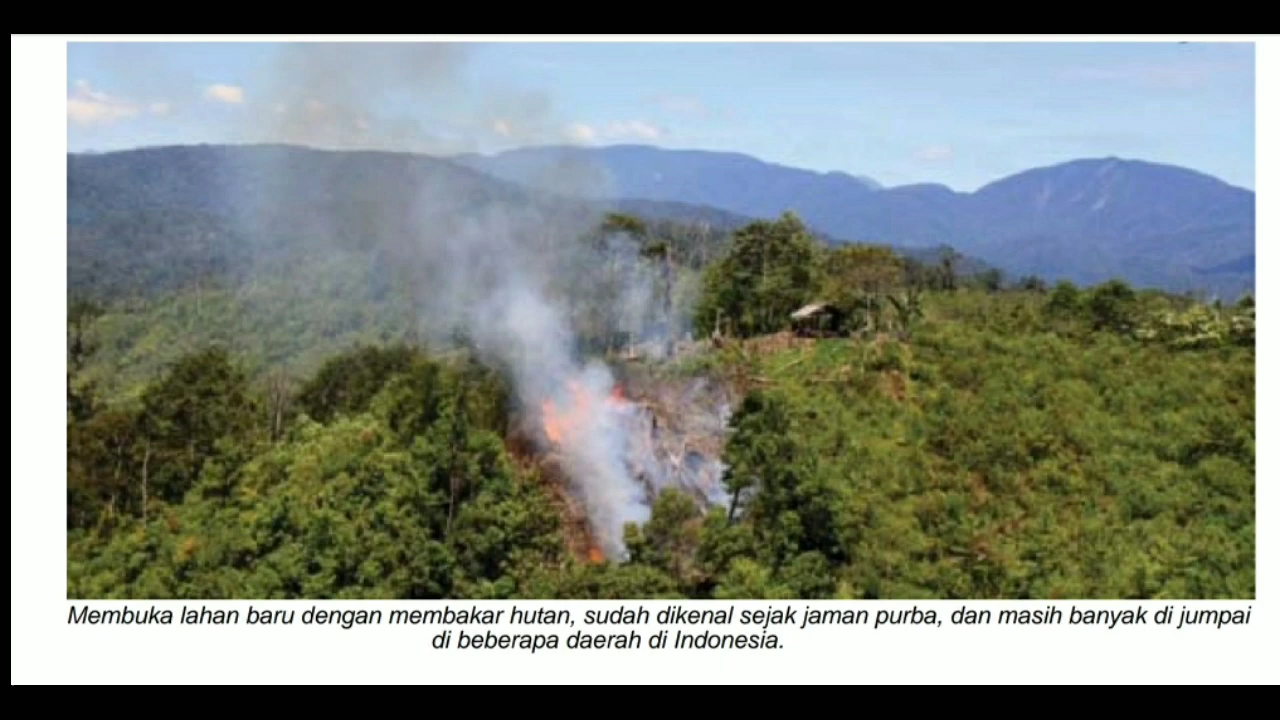 Membuka lahan baru dengan membakar hutan, sudah dikenal sejak jaman purba, dan masih banyak di jumpai
di beberapa daerah di Indonesia.